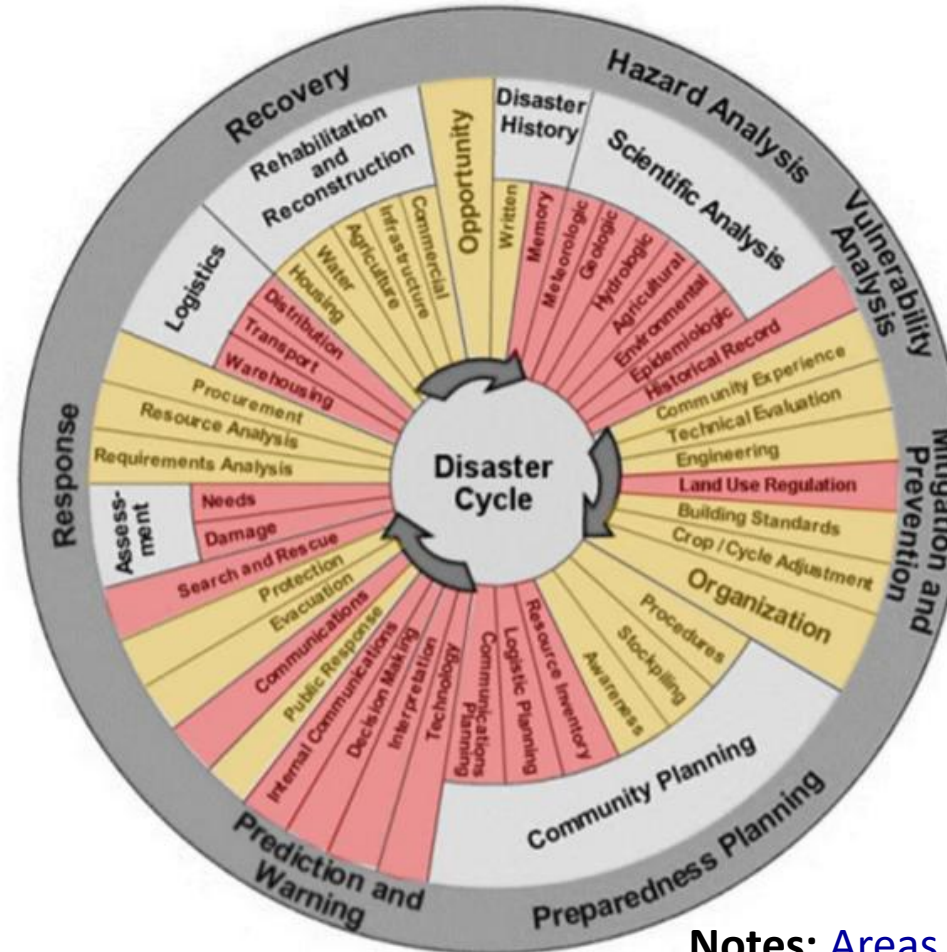 Disaster
Cycle
Hazard Analysis
Disaster
History
Written
Memory
Scientific Analysis
Meteorologic
Geologic
Hydrologic
Agricultural
Environmental
Epidemiologic
Vulnerability
Analysis
Historical Record
Community Experience
Technical Evaluation
Mitigation and
Prevention
Engineering
Land Use Regulation
Building Standards
Crop / Cycle Adjustment
Preparedness Planning
Organization
Community Planning
Procedures
Stockpiling
Awareness
Resource Inventory
Logistic Planning
Communications
Planning
Prediction and
Warning
Technology
Interpretation
Decision Making
Internal Communications
Public Response
Communications
Response
Evacuation
Protection
Search and Rescue
Assess-
ment
Damage
Needs
Requirements Analysis
Resource Analysis
Procurement
Logistics
Warehousing
Transport
Distribution
Recovery
Rehabilitation
and
Reconstruction
Housing
Water
Agriculture
Infrastructure
Commercial
Opportunity
Notes: Areas